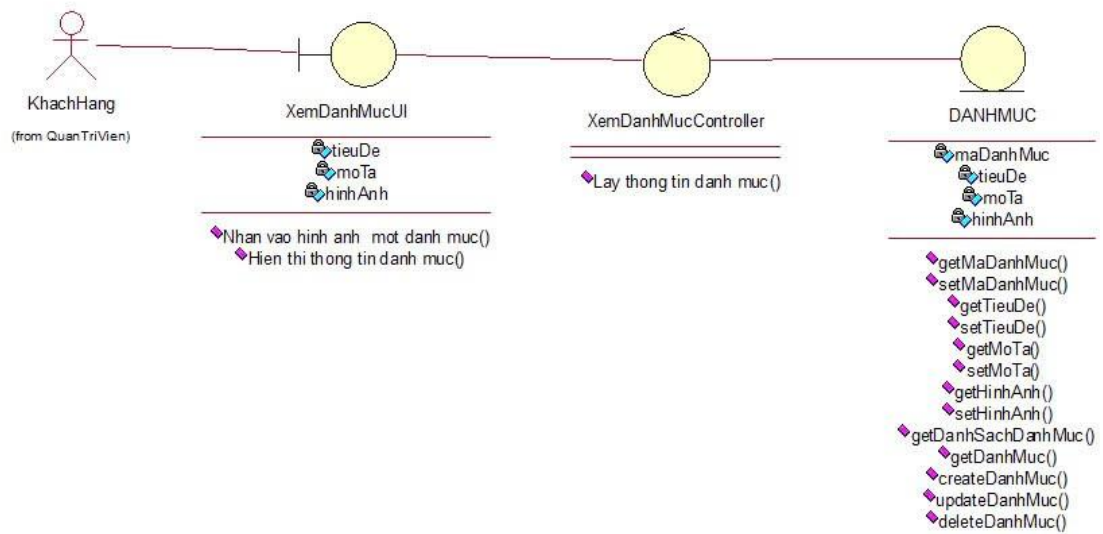 KhachHang
(from QuanTriVien)
XemDanhMucUI
tieuDe
moTa
hinhAnh
Nhan vao hinh anh mot danh muc()
Hien thi thong tin danh muc()
XemDanhMucController
Lay thong tin danh muc()
DANHMUC
maDanhMuc
tieuDe
moTa
hinhAnh
getMaDanhMuc()
setMaDanhMuc()
getTieuDe()
setTieuDe()
getMoTa()
setMoTa()
getHinhAnh()
setHinhAnh()
getDanhSachDanhMuc()
getDanhMuc()
createDanhMuc()
updateDanhMuc()
deleteDanhMuc()